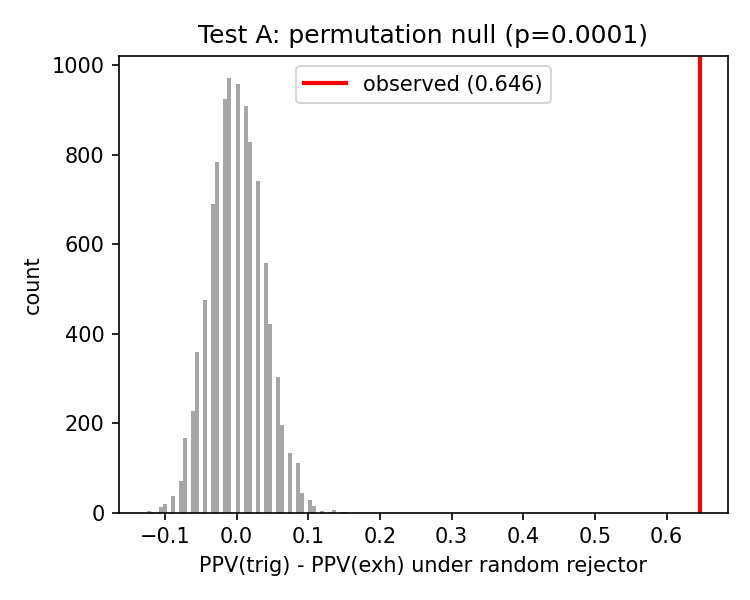 Test A: permutation null (p=0.0001)
observed (0.646)
1000
800
600
400
200
0
count
−0.1 0.0 0.1 0.2 0.3 0.4 0.5 0.6
PPV(trig) - PPV(exh) under random rejector